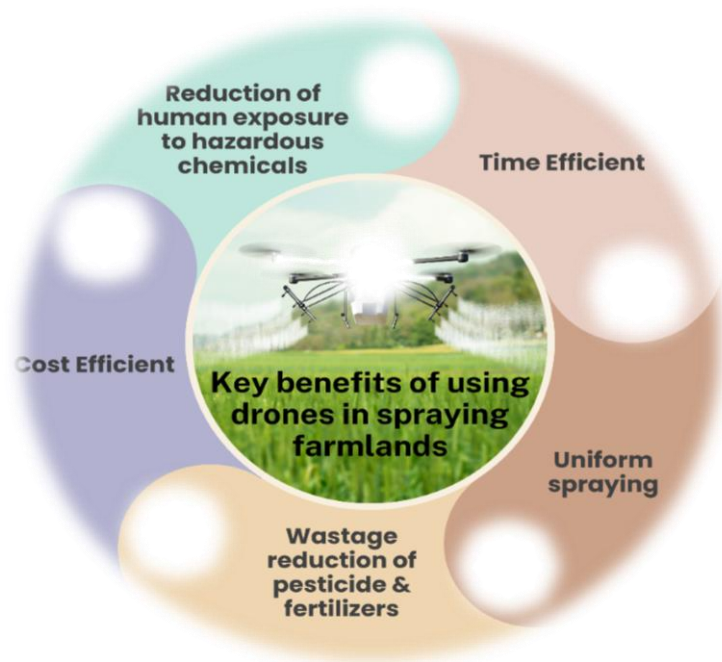 Reduction of
human exposure
to hazardous
chemicals
Time Efficient
Uniform
spraying
Wastage
reduction of
pesticide &
fertilizers
Cost Efficient
Key benefits of using
drones in spraying
farmlands